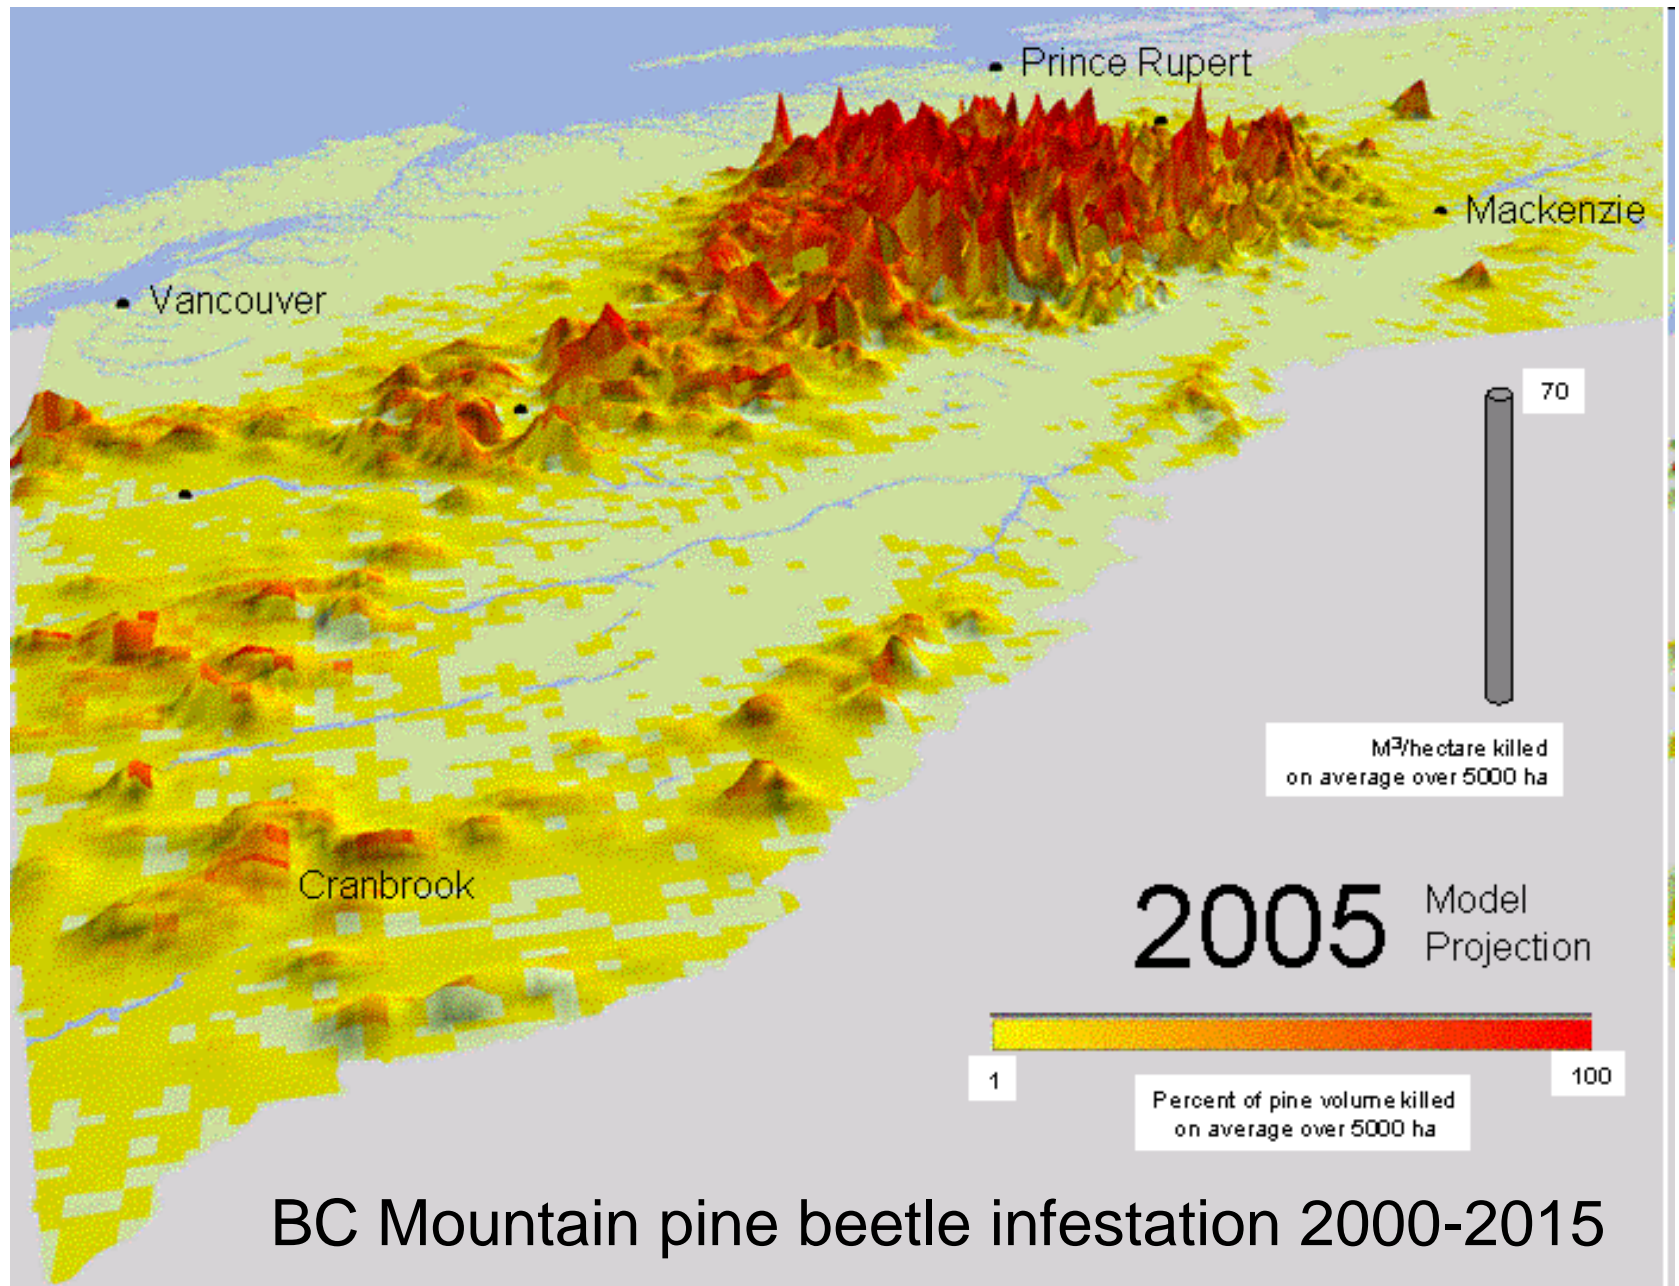 Prince Rupert
Mackenzie
Vancouver
70
M³/hectare killed
on average over 5000 ha
Cranbrook
2005
Model
Projection
1
100
Percent of pine volume killed
on average over 5000 ha
BC Mountain pine beetle infestation 2000-2015